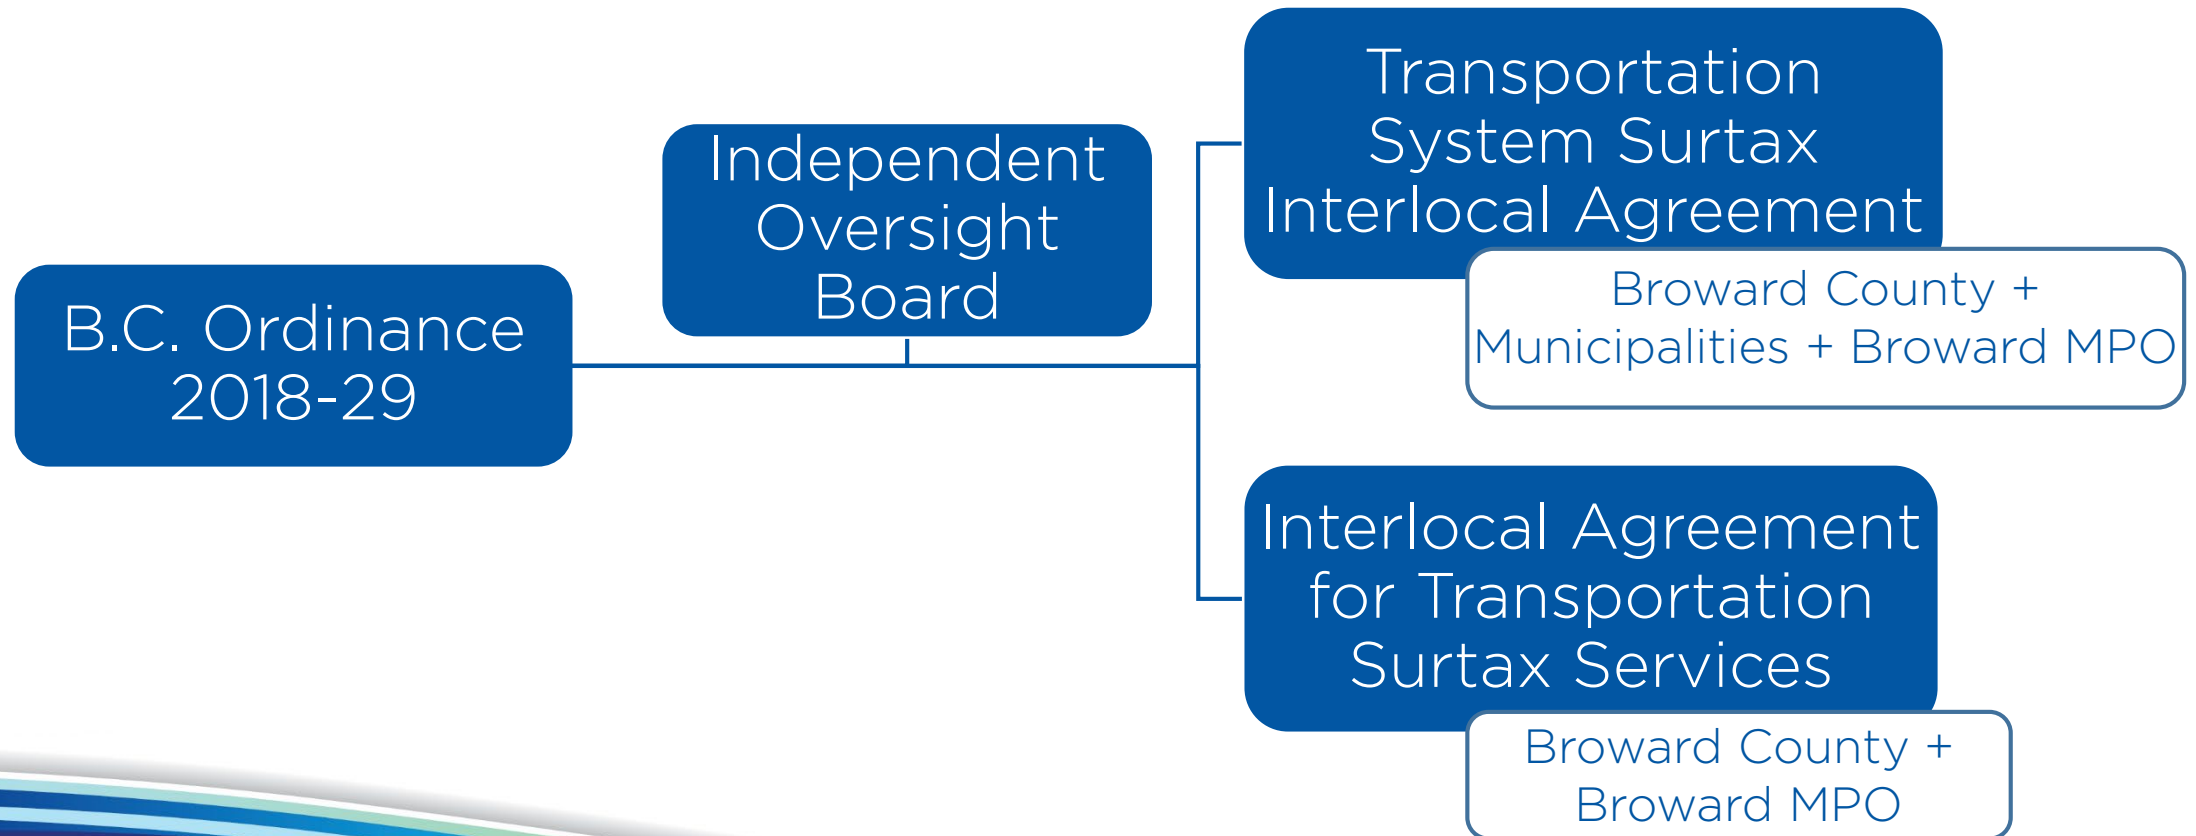 B.C. Ordinance
2018-29
Independent
Oversight
Board
Transportation
System Surtax
Interlocal Agreement
Broward County +
Municipalities + Broward MPO
Interlocal Agreement
for Transportation
Surtax Services
Broward County +
Broward MPO